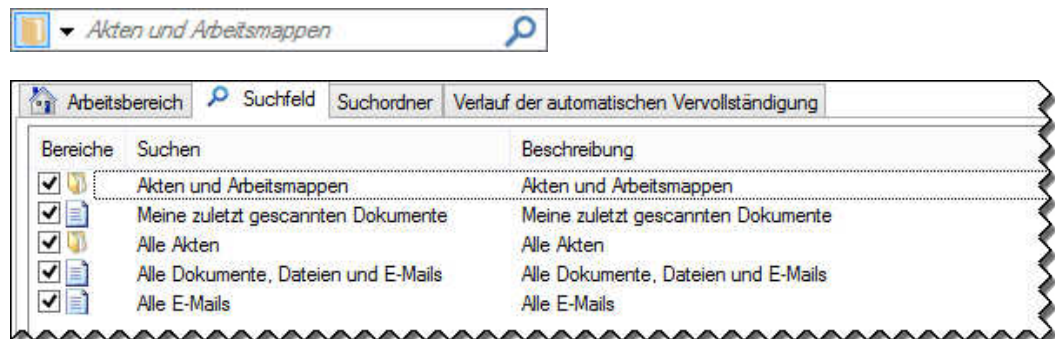 Akten und Arbeitsmappen
Arbeitsbereich Suchfeld Suchordner Verlauf der automatischen Vervollständigung
Bereiche Suchen Beschreibung
Akten und Arbeitsmappen Akten und Arbeitsmappen
Meine zuletzt gescannten Dokumente Meine zuletzt gescannten Dokumente
Alle Akten Alle Akten
Alle Dokumente, Dateien und E-Mails Alle Dokumente, Dateien und E-Mails
Alle E-Mails Alle E-Mails